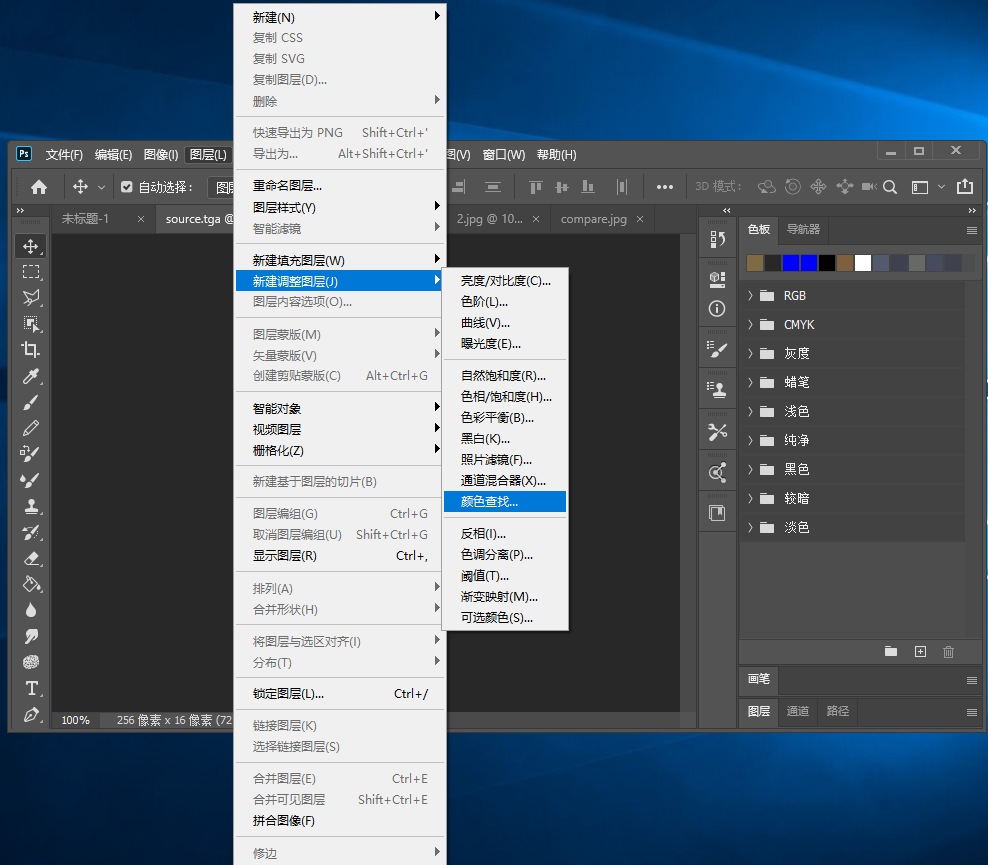 新建(N)
复制 CSS
复制 SVG
复制图层(D)...
删除
快速导出为 PNG Shift+Ctrl+'
导出为... Alt+Shift+Ctrl+'
Ps 文件(F) 编辑(E) 图像(I) 图层(L) 图(V) 窗口(W) 帮助(H)
重命名图层...
自动选择： 图 3D 模式：
图层样式(Y)
未标题-1 × source.tga @ 2.jpg @ 10... × compare.jpg ×
智能滤镜
色板 导航器
新建填充图层(W)
新建调整图层(J)
图层内容选项(O)...
图层蒙版(M)
矢量蒙版(V)
创建剪贴蒙版(C) Alt+Ctrl+G
智能对象
视频图层
栅格化(Z)
新建基于图层的切片(B)
图层编组(G) Ctrl+G
取消图层编组(U) Shift+Ctrl+G
显示图层(R) Ctrl+,
排列(A)
合并形状(H)
将图层与选区对齐(I)
分布(T)
锁定图层(L)... Ctrl+/
链接图层(K)
选择链接图层(S)
合并图层(E) Ctrl+E
合并可见图层 Shift+Ctrl+E
拼合图像(F)
修边
亮度/对比度(C)...
色阶(L)...
曲线(V)...
曝光度(E)...
自然饱和度(R)...
色相/饱和度(H)...
色彩平衡(B)...
黑白(K)...
照片滤镜(F)...
通道混合器(X)...
颜色查找...
反相(I)...
色调分离(P)...
阈值(T)...
渐变映射(M)...
可选颜色(S)...
RGB
CMYK
灰度
蜡笔
浅色
纯净
黑色
较暗
淡色
画笔
图层 通道 路径
100% 256 像素 x 16 像素 (72